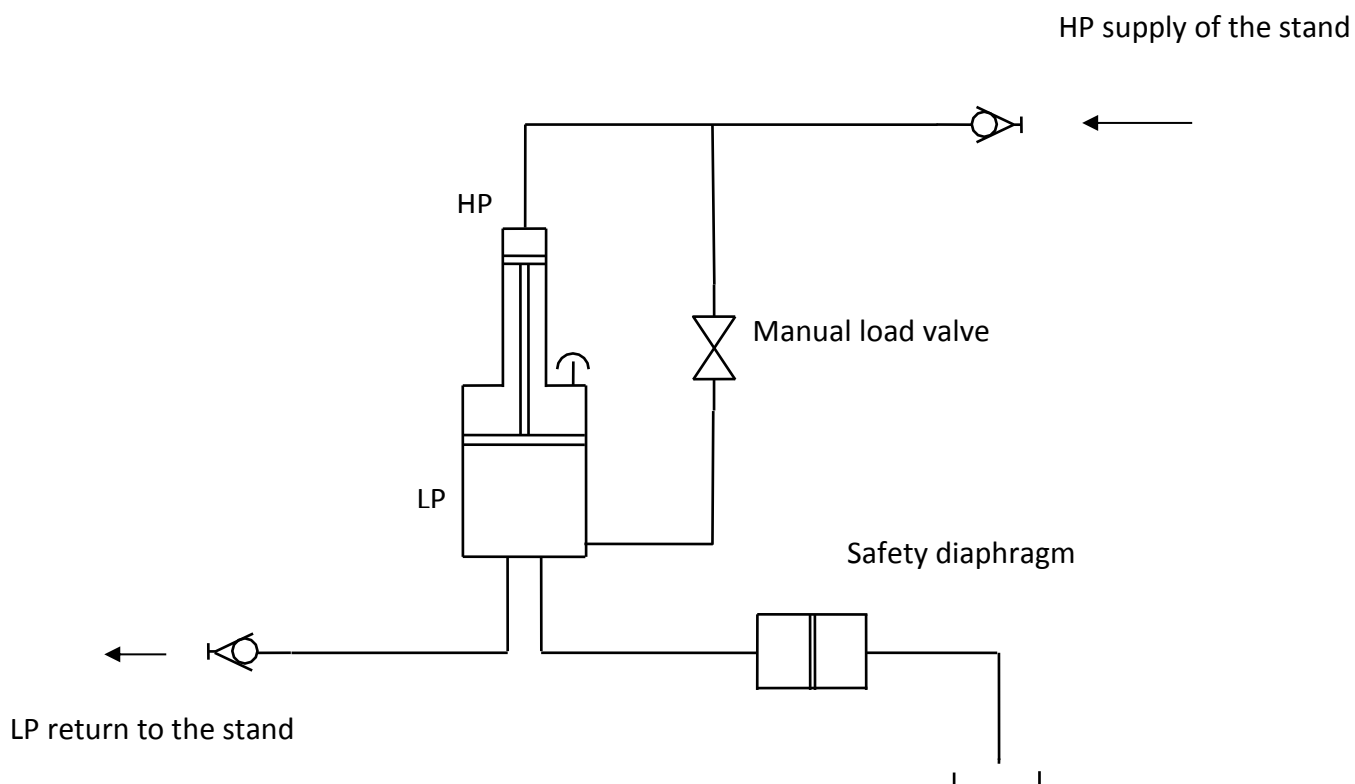 HP supply of the stand
HP
Manual load valve
LP
Safety diaphragm
LP return to the stand